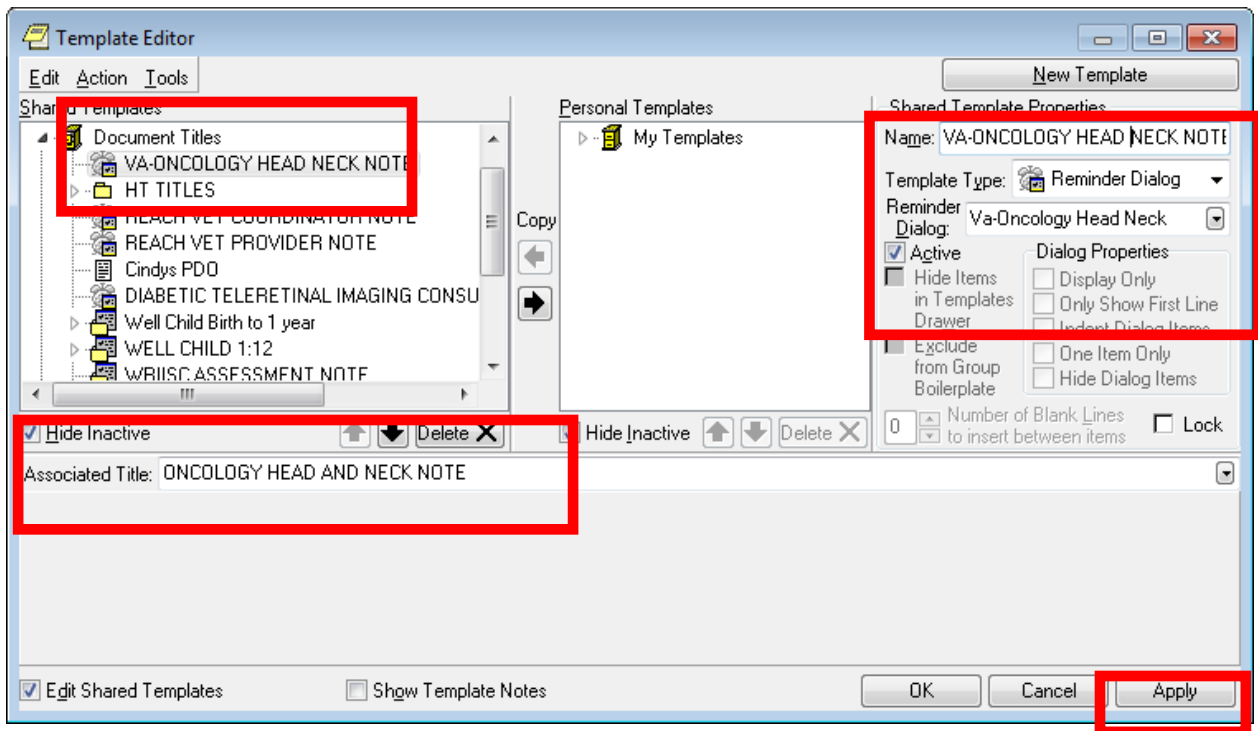 Template Editor
Edit Action Tools
New Template
Shared Templates
Document Titles
VA-ONCOLOGY HEAD NECK NOTE
HT TITLES
REACH VET COORDINATOR NOTE
REACH VET PROVIDER NOTE
Cindys PDO
DIABETIC TELERETINAL IMAGING CONSU
Well Child Birth to 1 year
WELL CHILD 1:12
WRIISC ASSESSMENT NOTE
Copy
Personal Templates
My Templates
Shared Template Properties
Name: VA-ONCOLOGY HEAD NECK NOTE
Template Type: Reminder Dialog
Reminder
Dialog: Va-Oncology Head Neck
Active
Hide Items
in Templates
Drawer
Exclude
from Group
Boilerplate
Dialog Properties
Display Only
Only Show First Line
Indent Dialog Items
One Item Only
Hide Dialog Items
0 Number of Blank Lines
to insert between items
Lock
Hide Inactive Delete
Hide Inactive Delete
Associated Title: ONCOLOGY HEAD AND NECK NOTE
Edit Shared Templates Show Template Notes
OK Cancel Apply